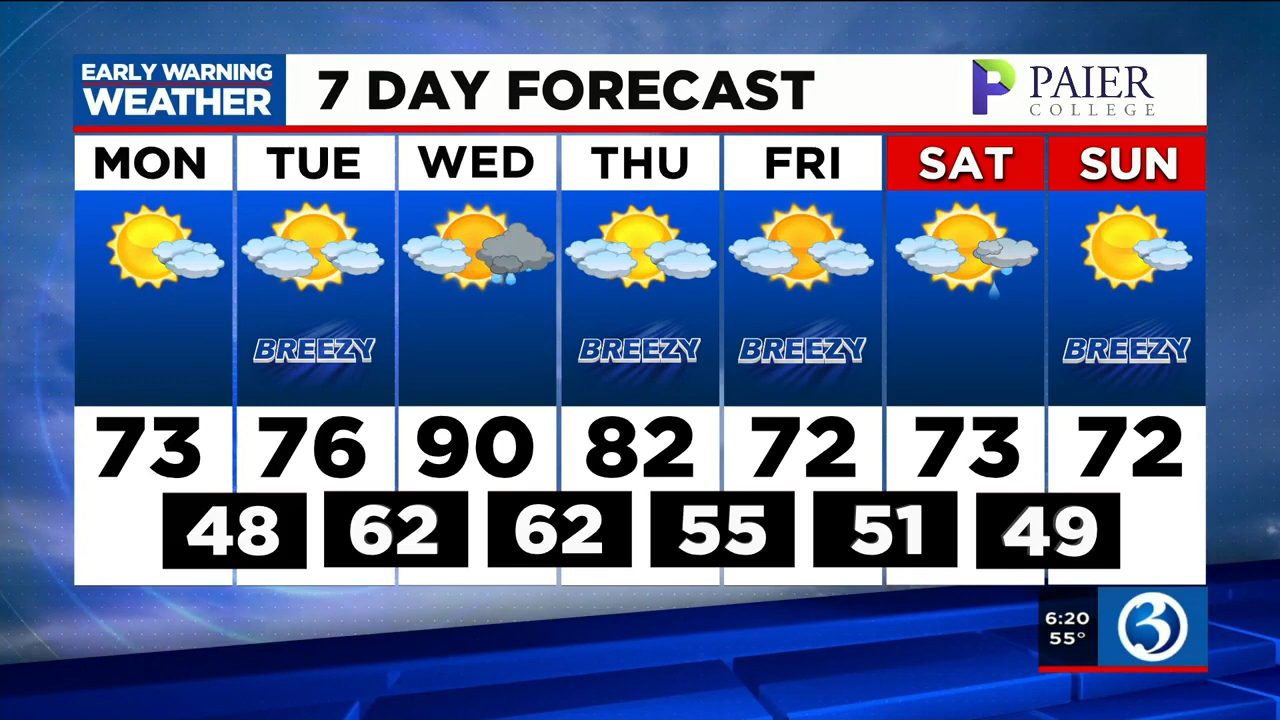 EARLY WARNING
WEATHER
7 DAY FORECAST
PAIER
COLLEGE
MON TUE WED THU FRI SAT SUN
BREEZY BREEZY BREEZY BREEZY
73 76 90 82 72 73 72
48 62 62 55 51 49
6:20
55°
3